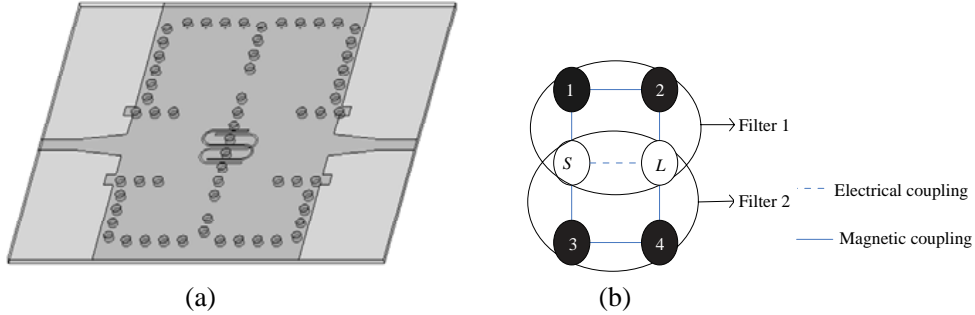 1 2
Filter 1
S L
Filter 2
Electrical coupling
3 4
Magnetic coupling
(a) (b)